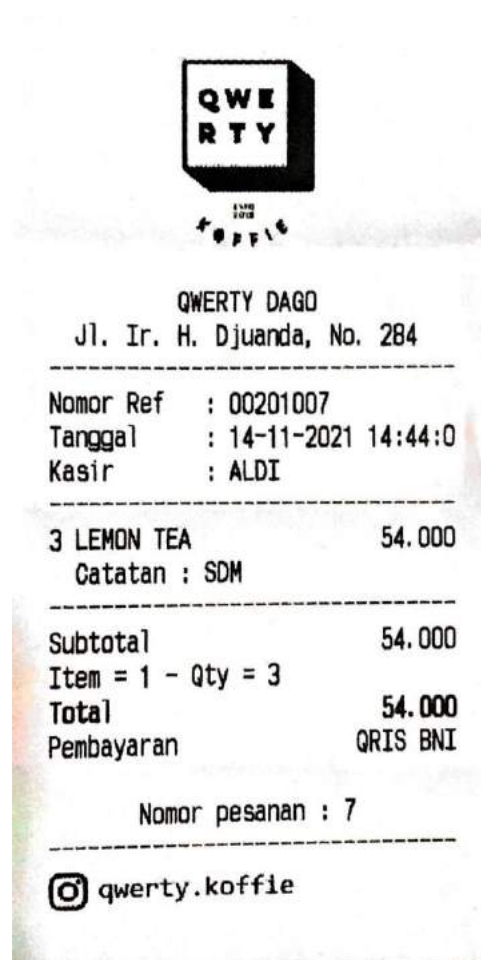 QWE
RTY
KOFFIE
QWERTY DAGO
Jl. Ir. H. Djuanda, No. 284
Nomor Ref : 00201007
Tanggal : 14-11-2021 14:44:0
Kasir : ALDI
3 LEMON TEA 54.000
Catatan : SDM
Subtotal 54.000
Item = 1 - Qty = 3
Total 54.000
Pembayaran QRIS BNI
Nomor pesanan : 7
qwerty.koffie